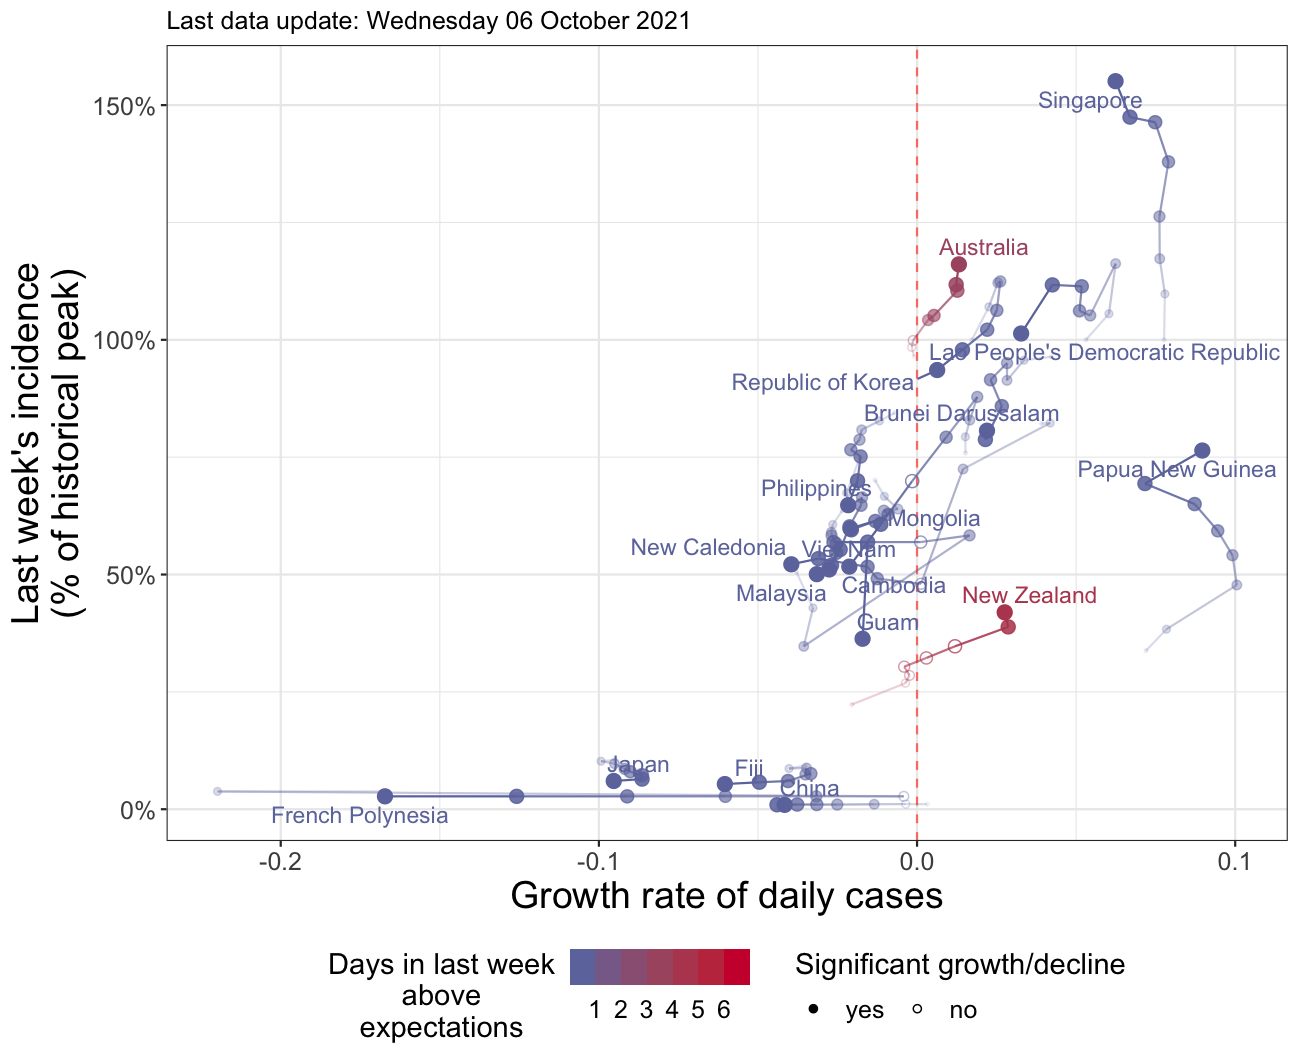 Last data update: Wednesday 06 October 2021
Last week's incidence
(% of historical peak)
150%
100%
50%
0%
Singapore
Australia
Lao People's Democratic Republic
Republic of Korea
Brunei Darussalam
Papua New Guinea
Philippines
Mongolia
New Caledonia
Viet Nam
Malaysia
Cambodia
New Zealand
Guam
Japan
Fiji
China
French Polynesia
-0.2
-0.1
0.0
0.1
Growth rate of daily cases
Days in last week
above
expectations
1 2 3 4 5 6
Significant growth/decline
yes
no